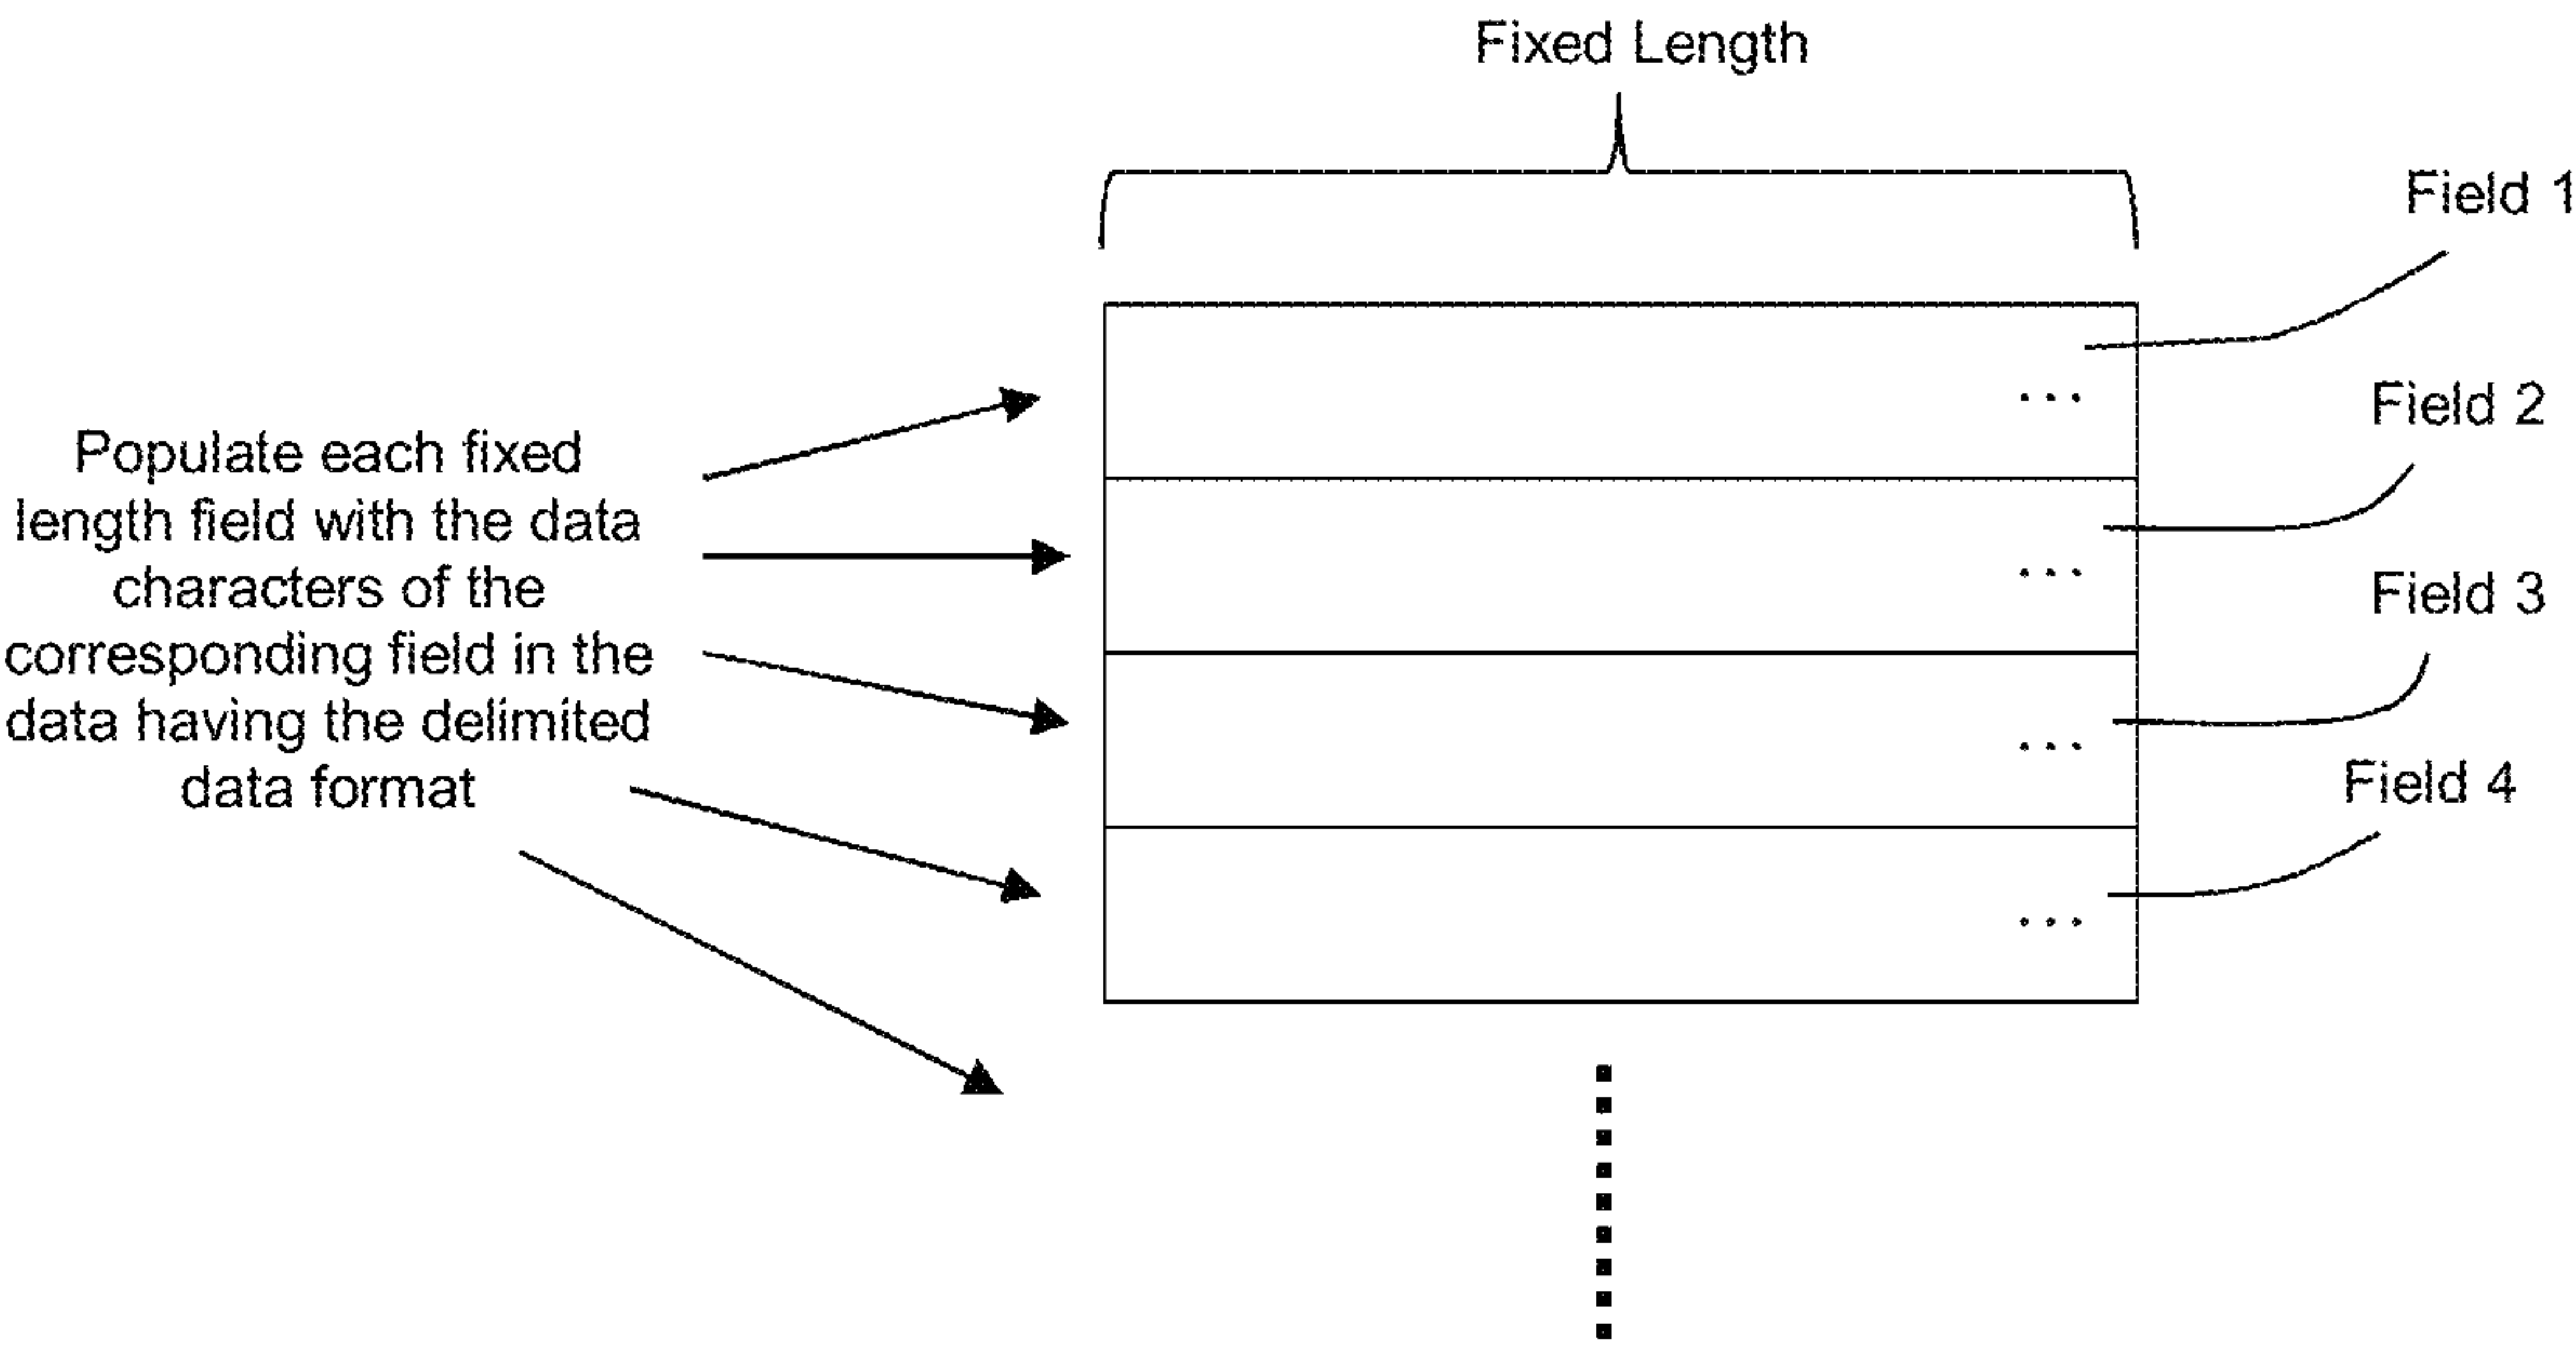 Fixed Length
Field 1
Field 2
Populate each fixed
length field with the data
characters of the
corresponding field in the
data having the delimited
data format
Field 3
Field 4
...
...
...
...